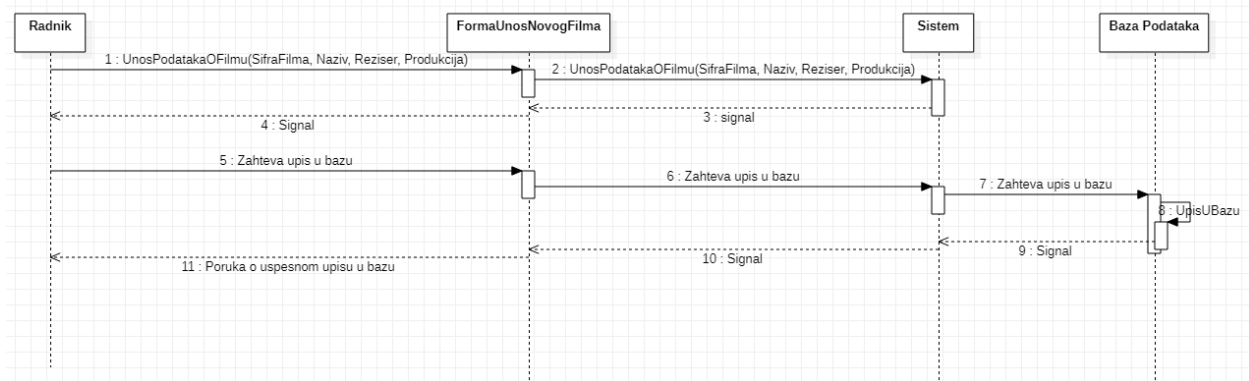 Radnik
FormaUnosNovogFilma
Sistem
Baza Podataka
1 : UnosPodatakaOFilmu(SifraFilma, Naziv, Reziser, Produkcija)
2 : UnosPodatakaOFilmu(SifraFilma, Naziv, Reziser, Produkcija)
3 : signal
4 : Signal
5 : Zahteva upis u bazu
6 : Zahteva upis u bazu
7 : Zahteva upis u bazu
8 : UpisUBazu
9 : Signal
10 : Signal
11 : Poruka o uspesnom upisu u bazu